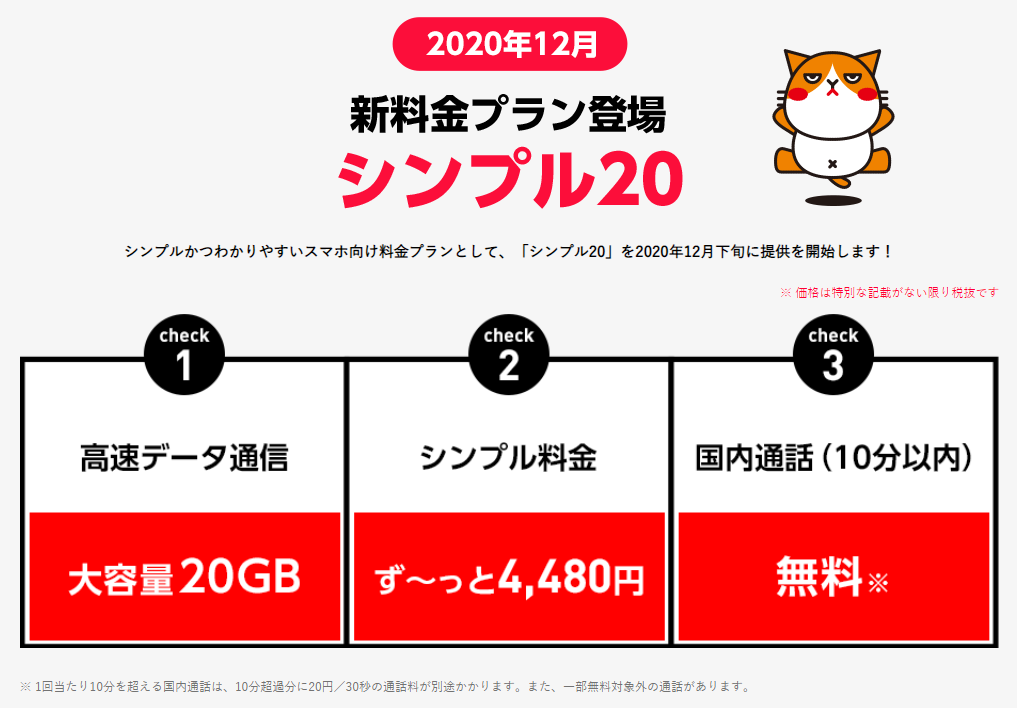 2020年12月
新料金プラン登場
シンプル20
シンプルかつわかりやすいスマホ向け料金プランとして、「シンプル20」を2020年12月下旬に提供を開始します！
※ 価格は特別な記載がない限り税抜です
check
1
高速データ通信
大容量20GB
check
2
シンプル料金
ず〜っと4,480円
check
3
国内通話（10分以内）
無料※
※ 1回当たり10分を超える国内通話は、10分超過分に20円／30秒の通話料が別途かかります。また、一部無料対象外の通話があります。